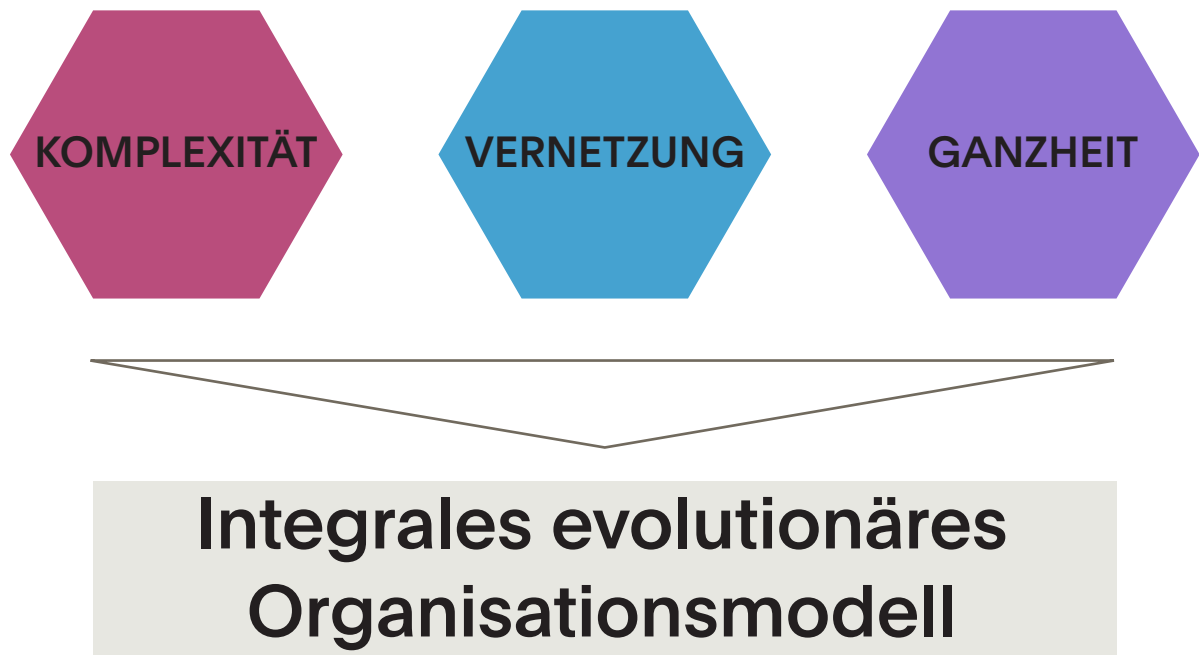 KOMPLEXITÄT
VERNETZUNG
GANZHEIT
Integrales evolutionäres
Organisationsmodell